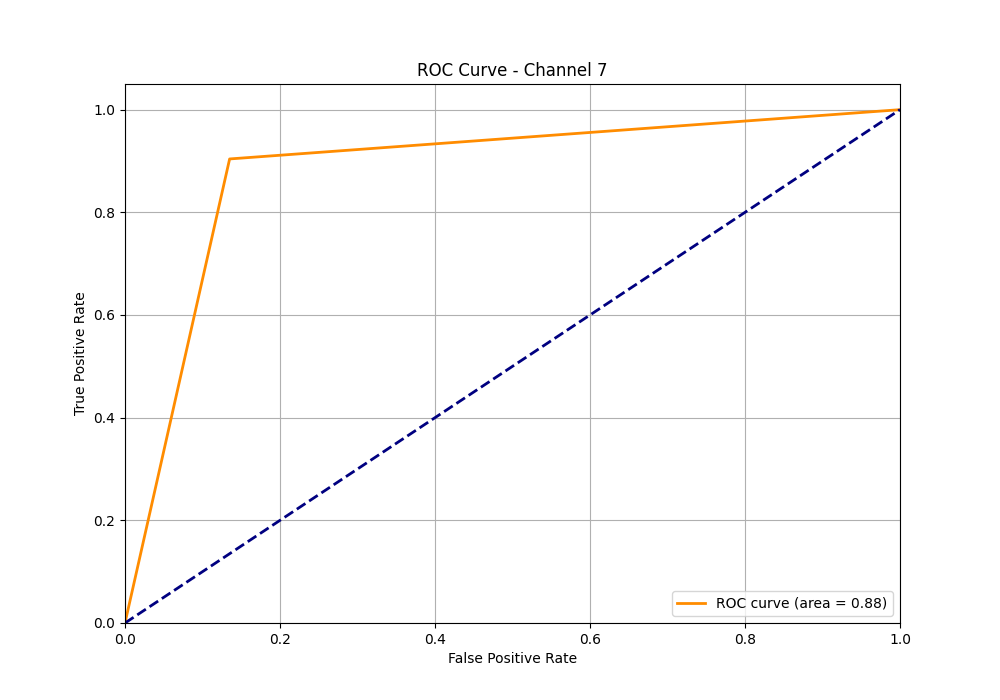 ROC Curve - Channel 7
1.0
0.8
0.6
0.4
0.2
0.0
True Positive Rate
0.0 0.2 0.4 0.6 0.8 1.0
False Positive Rate
ROC curve (area = 0.88)